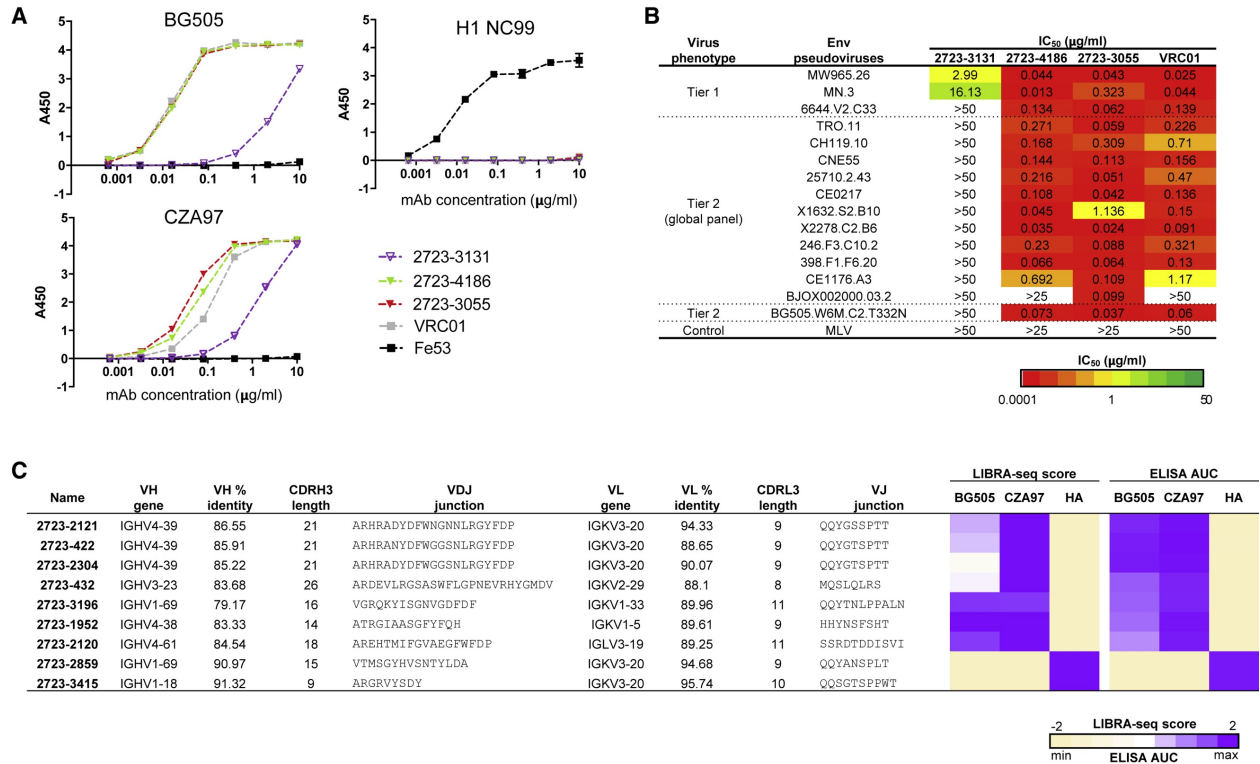 A
BG505
5
4
3
2
1
0
-1
A450
0.001 0.01 0.1 1 10
H1 NC99
5
4
3
2
1
0
-1
A450
0.001 0.01 0.1 1 10
mAb concentration (µg/ml)
CZA97
5
4
3
2
1
0
-1
A450
0.001 0.01 0.1 1 10
mAb concentration (µg/ml)
2723-3131
2723-4186
2723-3055
VRC01
Fe53
B
IC50 (µg/ml)
Virus phenotype Env pseudoviruses 2723-3131 2723-4186 2723-3055 VRC01
MW965.26 2.99 0.044 0.043 0.025
Tier 1 MN.3 16.13 0.013 0.323 0.044
6644.V2.C33 >50 0.134 0.062 0.139
TRO.11 >50 0.271 0.059 0.226
CH119.10 >50 0.168 0.309 0.71
CNE55 >50 0.144 0.113 0.156
25710.2.43 >50 0.216 0.051 0.47
CE0217 >50 0.108 0.042 0.136
Tier 2 (global panel) X1632.S2.B10 >50 0.045 1.136 0.15
X2278.C2.B6 >50 0.035 0.024 0.091
246.F3.C10.2 >50 0.23 0.088 0.321
398.F1.F6.20 >50 0.066 0.064 0.13
CE1176.A3 >50 0.692 0.109 1.17
BJOX002000.03.2 >50 >25 0.099 >50
Tier 2 BG505.W6M.C2.T332N >50 0.073 0.037 0.06
Control MLV >50 >25 >25 >50
IC50 (µg/ml)
0.0001 1 50
C
LIBRA-seq score ELISA AUC
Name VH gene VH % identity CDRH3 length VDJ junction VL gene VL % identity CDRL3 length VJ junction BG505 CZA97 HA BG505 CZA97 HA
2723-2121 IGHV4-39 86.55 21 ARHRADYDFWNGNNLRGYFDP IGKV3-20 94.33 9 QQYGSSPTT
2723-422 IGHV4-39 85.91 21 ARHRANYDFWGGSNLRGYFDP IGKV3-20 88.65 9 QQYGTSPTT
2723-2304 IGHV4-39 85.22 21 ARHRADYDFWGGSNLRGYFDP IGKV3-20 90.07 9 QQYGTSPTT
2723-432 IGHV3-23 83.68 26 ARDEVLRGSASWFLGPNEVRHYGMDV IGKV2-29 88.1 8 MQSLQLRS
2723-3196 IGHV1-69 79.17 16 VGRQKYISGNVGDFDF IGKV1-33 89.96 11 QQYTNLPPALN
2723-1952 IGHV4-38 83.33 14 ATRGIAASGFYFQH IGKV1-5 89.61 9 HHYNSFSHT
2723-2120 IGHV4-61 84.54 18 AREHTMIFGVAEGFWFDP IGLV3-19 89.25 11 SSRDTDDISVI
2723-2859 IGHV1-69 90.97 15 VTMSGYHVSNTYLDA IGKV3-20 94.68 9 QQYANSPLT
2723-3415 IGHV1-18 91.32 9 ARGRVYSDY IGKV3-20 95.74 10 QQSGTSPPWT
-2 LIBRA-seq score 2
min ELISA AUC max